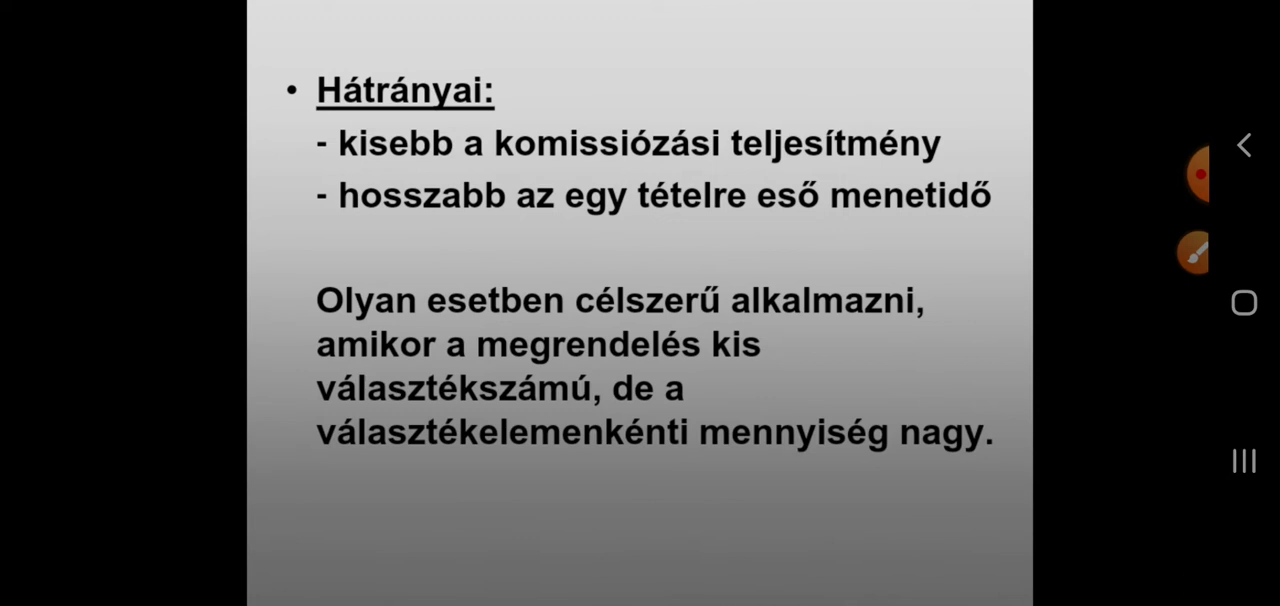 • Hátrányai:
- kisebb a komissiózási teljesítmény
- hosszabb az egy tételre eső menetidő
Olyan esetben célszerű alkalmazni,
amikor a megrendelés kis
választékszámú, de a
választékelemenkénti mennyiség nagy.